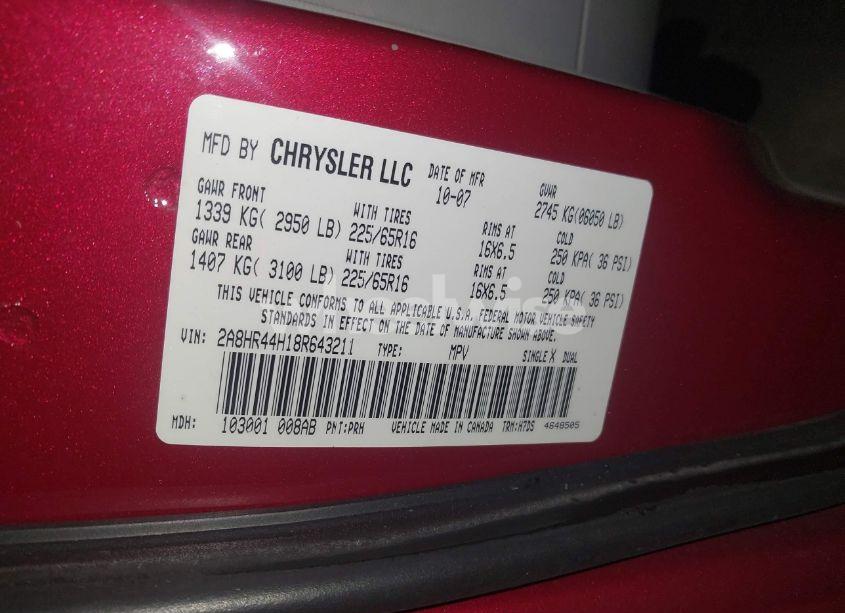 MFD BY CHRYSLER LLC DATE OF MFR GVWR
10-07 2745 KG(06050 LB)
GAWR FRONT WITH TIRES RIMS AT COLD
1339 KG( 2950 LB) 225/65R16 16X6.5 250 KPA( 36 PSI)
GAWR REAR WITH TIRES RIMS AT COLD
1407 KG( 3100 LB) 225/65R16 16X6.5 250 KPA( 36 PSI)
THIS VEHICLE CONFORMS TO ALL APPLICABLE U.S.A. FEDERAL MOTOR VEHICLE SAFETY
STANDARDS IN EFFECT ON THE DATE OF MANUFACTURE SHOWN ABOVE.
VIN: 2A8HR44H18R643211 TYPE: MPV SINGLE X DUAL
MDH: 103001 008AB PNT:PRH VEHICLE MADE IN CANADA TRM:H7DS 4848505